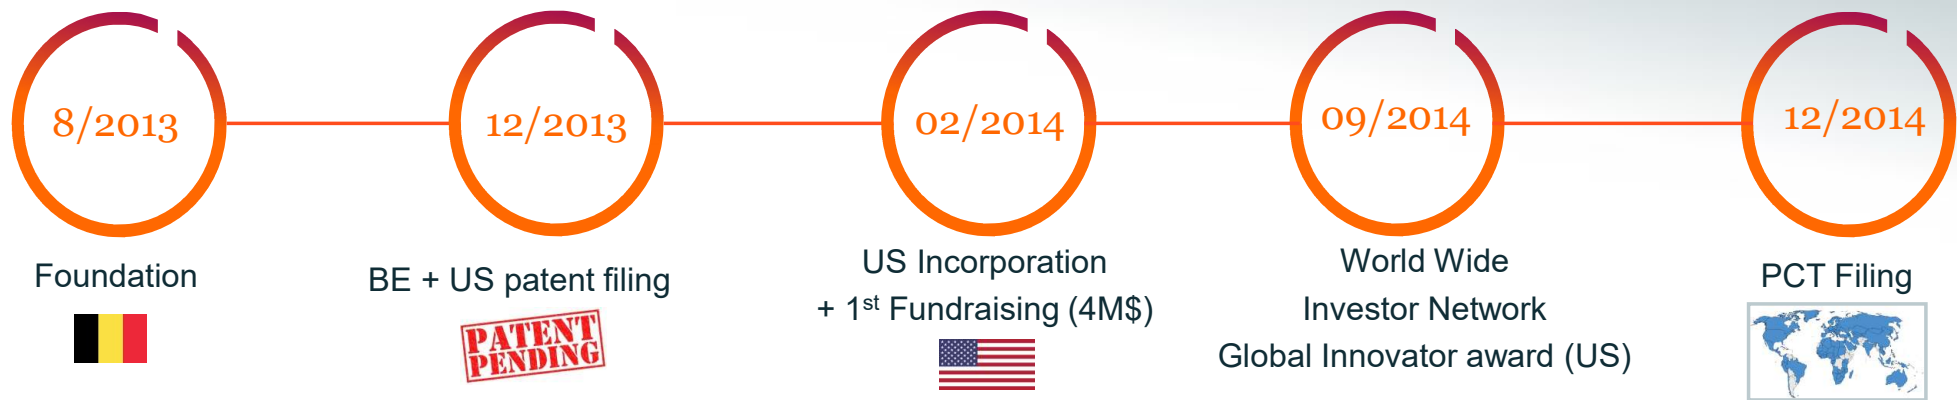 8/2013
12/2013
02/2014
09/2014
12/2014
Foundation
BE + US patent filing
PATENT
PENDING
US Incorporation
+ 1st Fundraising (4M$)
World Wide
Investor Network
Global Innovator award (US)
PCT Filing